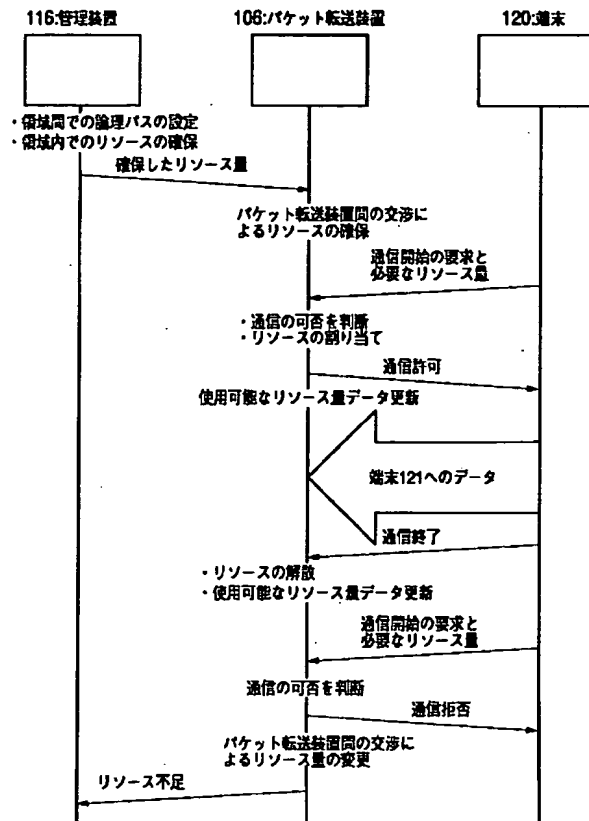 116:管理装置
106:パケット転送装置
120:端末
・領域間での論理パスの設定
・領域内でのリソースの確保
確保したリソース量
パケット転送装置間の交渉に
よるリソースの確保
通信開始の要求と
必要なリソース量
・通信の可否を判断
・リソースの割り当て
通信許可
使用可能なリソース量データ更新
端末121へのデータ
通信終了
・リソースの解散
・使用可能なリソース量データ更新
通信開始の要求と
必要なリソース量
通信の可否を判断
通信拒否
パケット転送装置間の交渉に
よるリソース量の変更
リソース不足